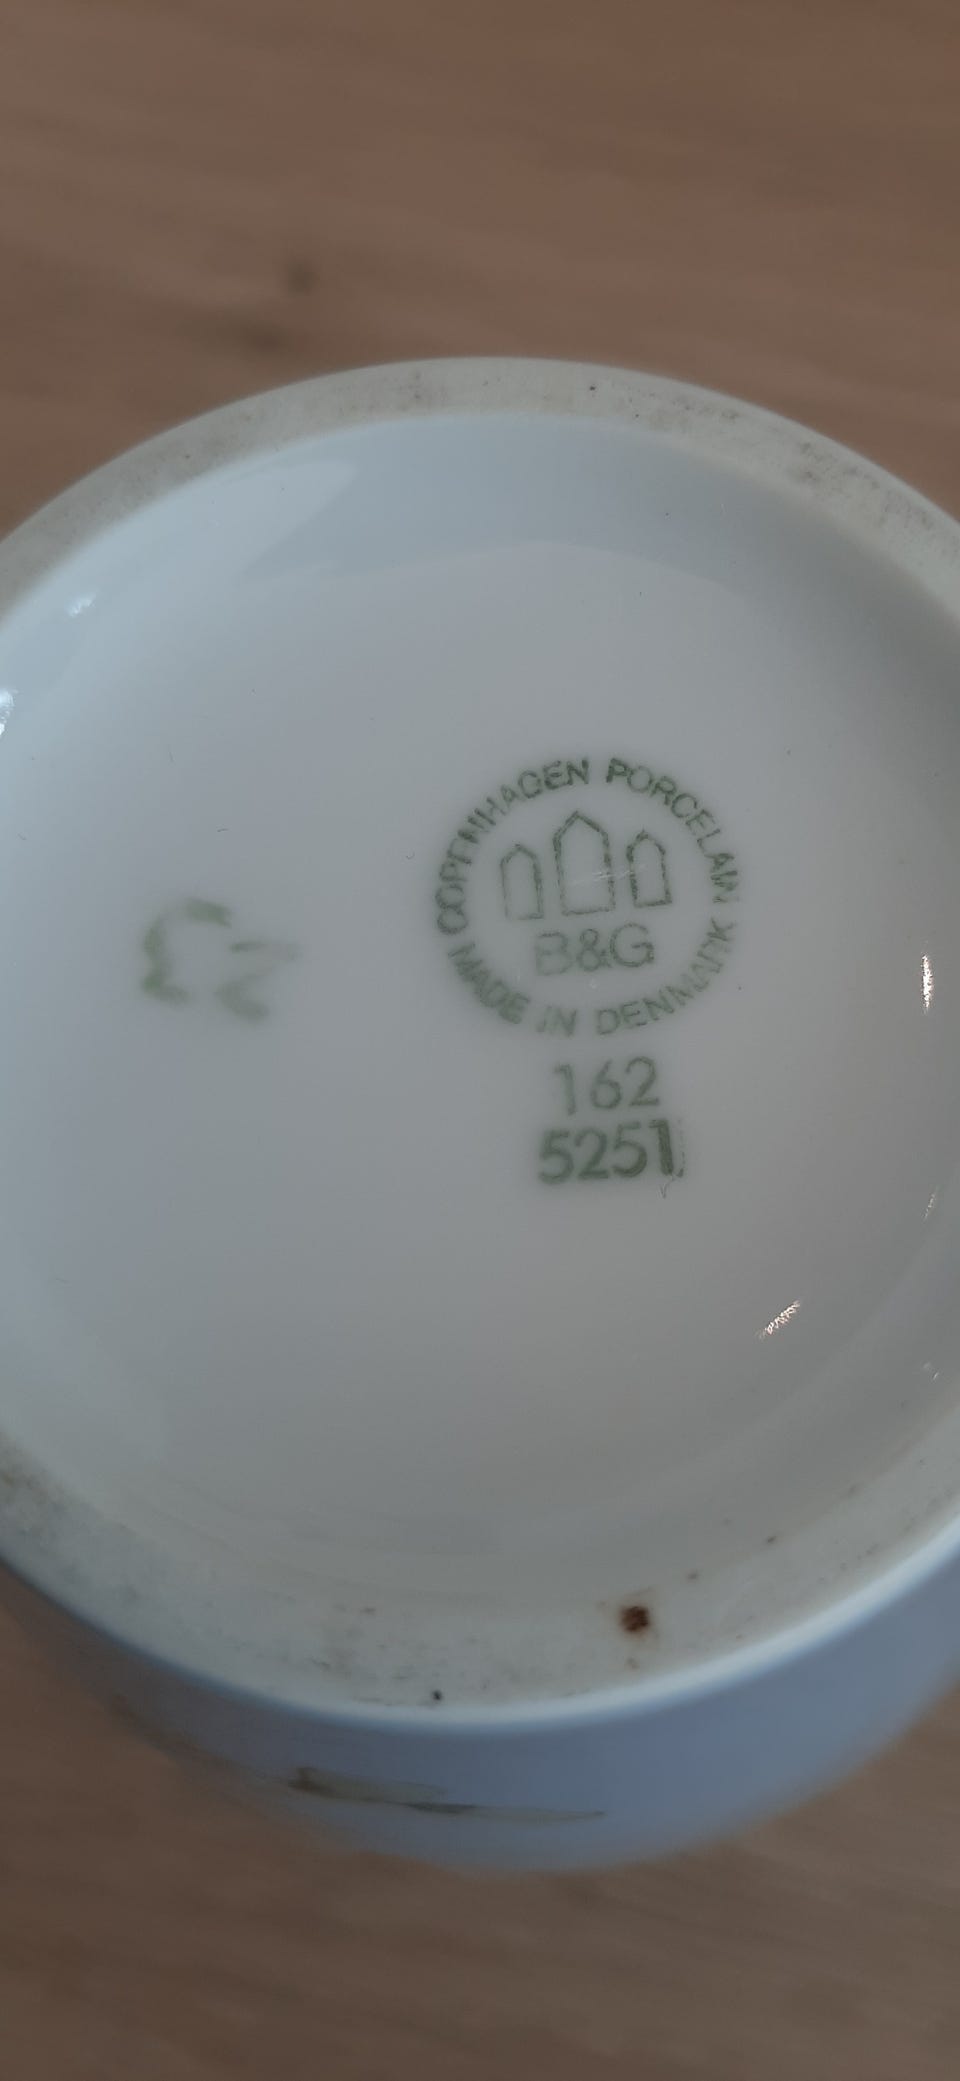 COPENHAGEN PORCELAIN
B&G
MADE IN DENMARK
162
5251